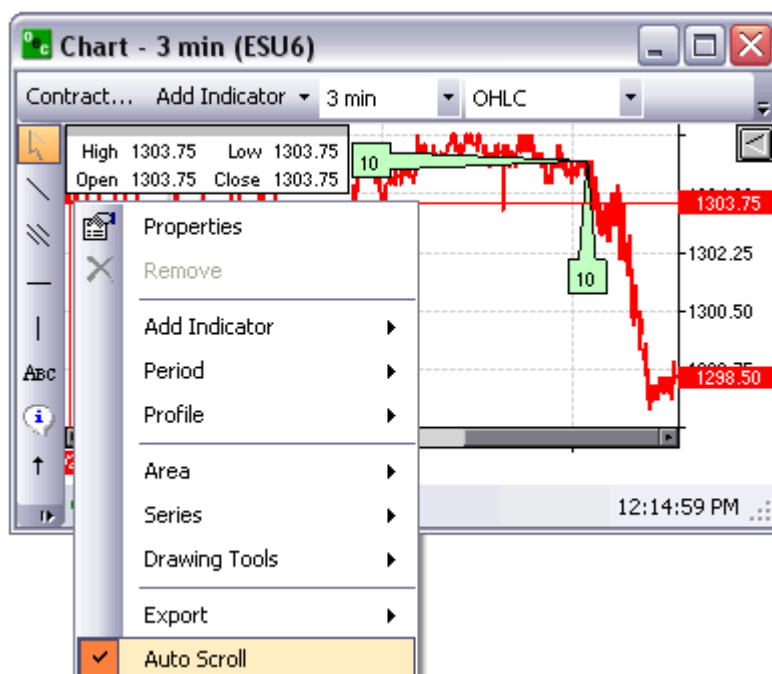 Oec Chart - 3 min (ESU6)
Contract... Add Indicator 3 min OHLC
High 1303.75 Low 1303.75
Open 1303.75 Close 1303.75
10
1303.75
1302.25
10
1300.50
1298.50
ABC
Properties
Remove
Add Indicator
Period
Profile
Area
Series
Drawing Tools
Export
Auto Scroll
12:14:59 PM